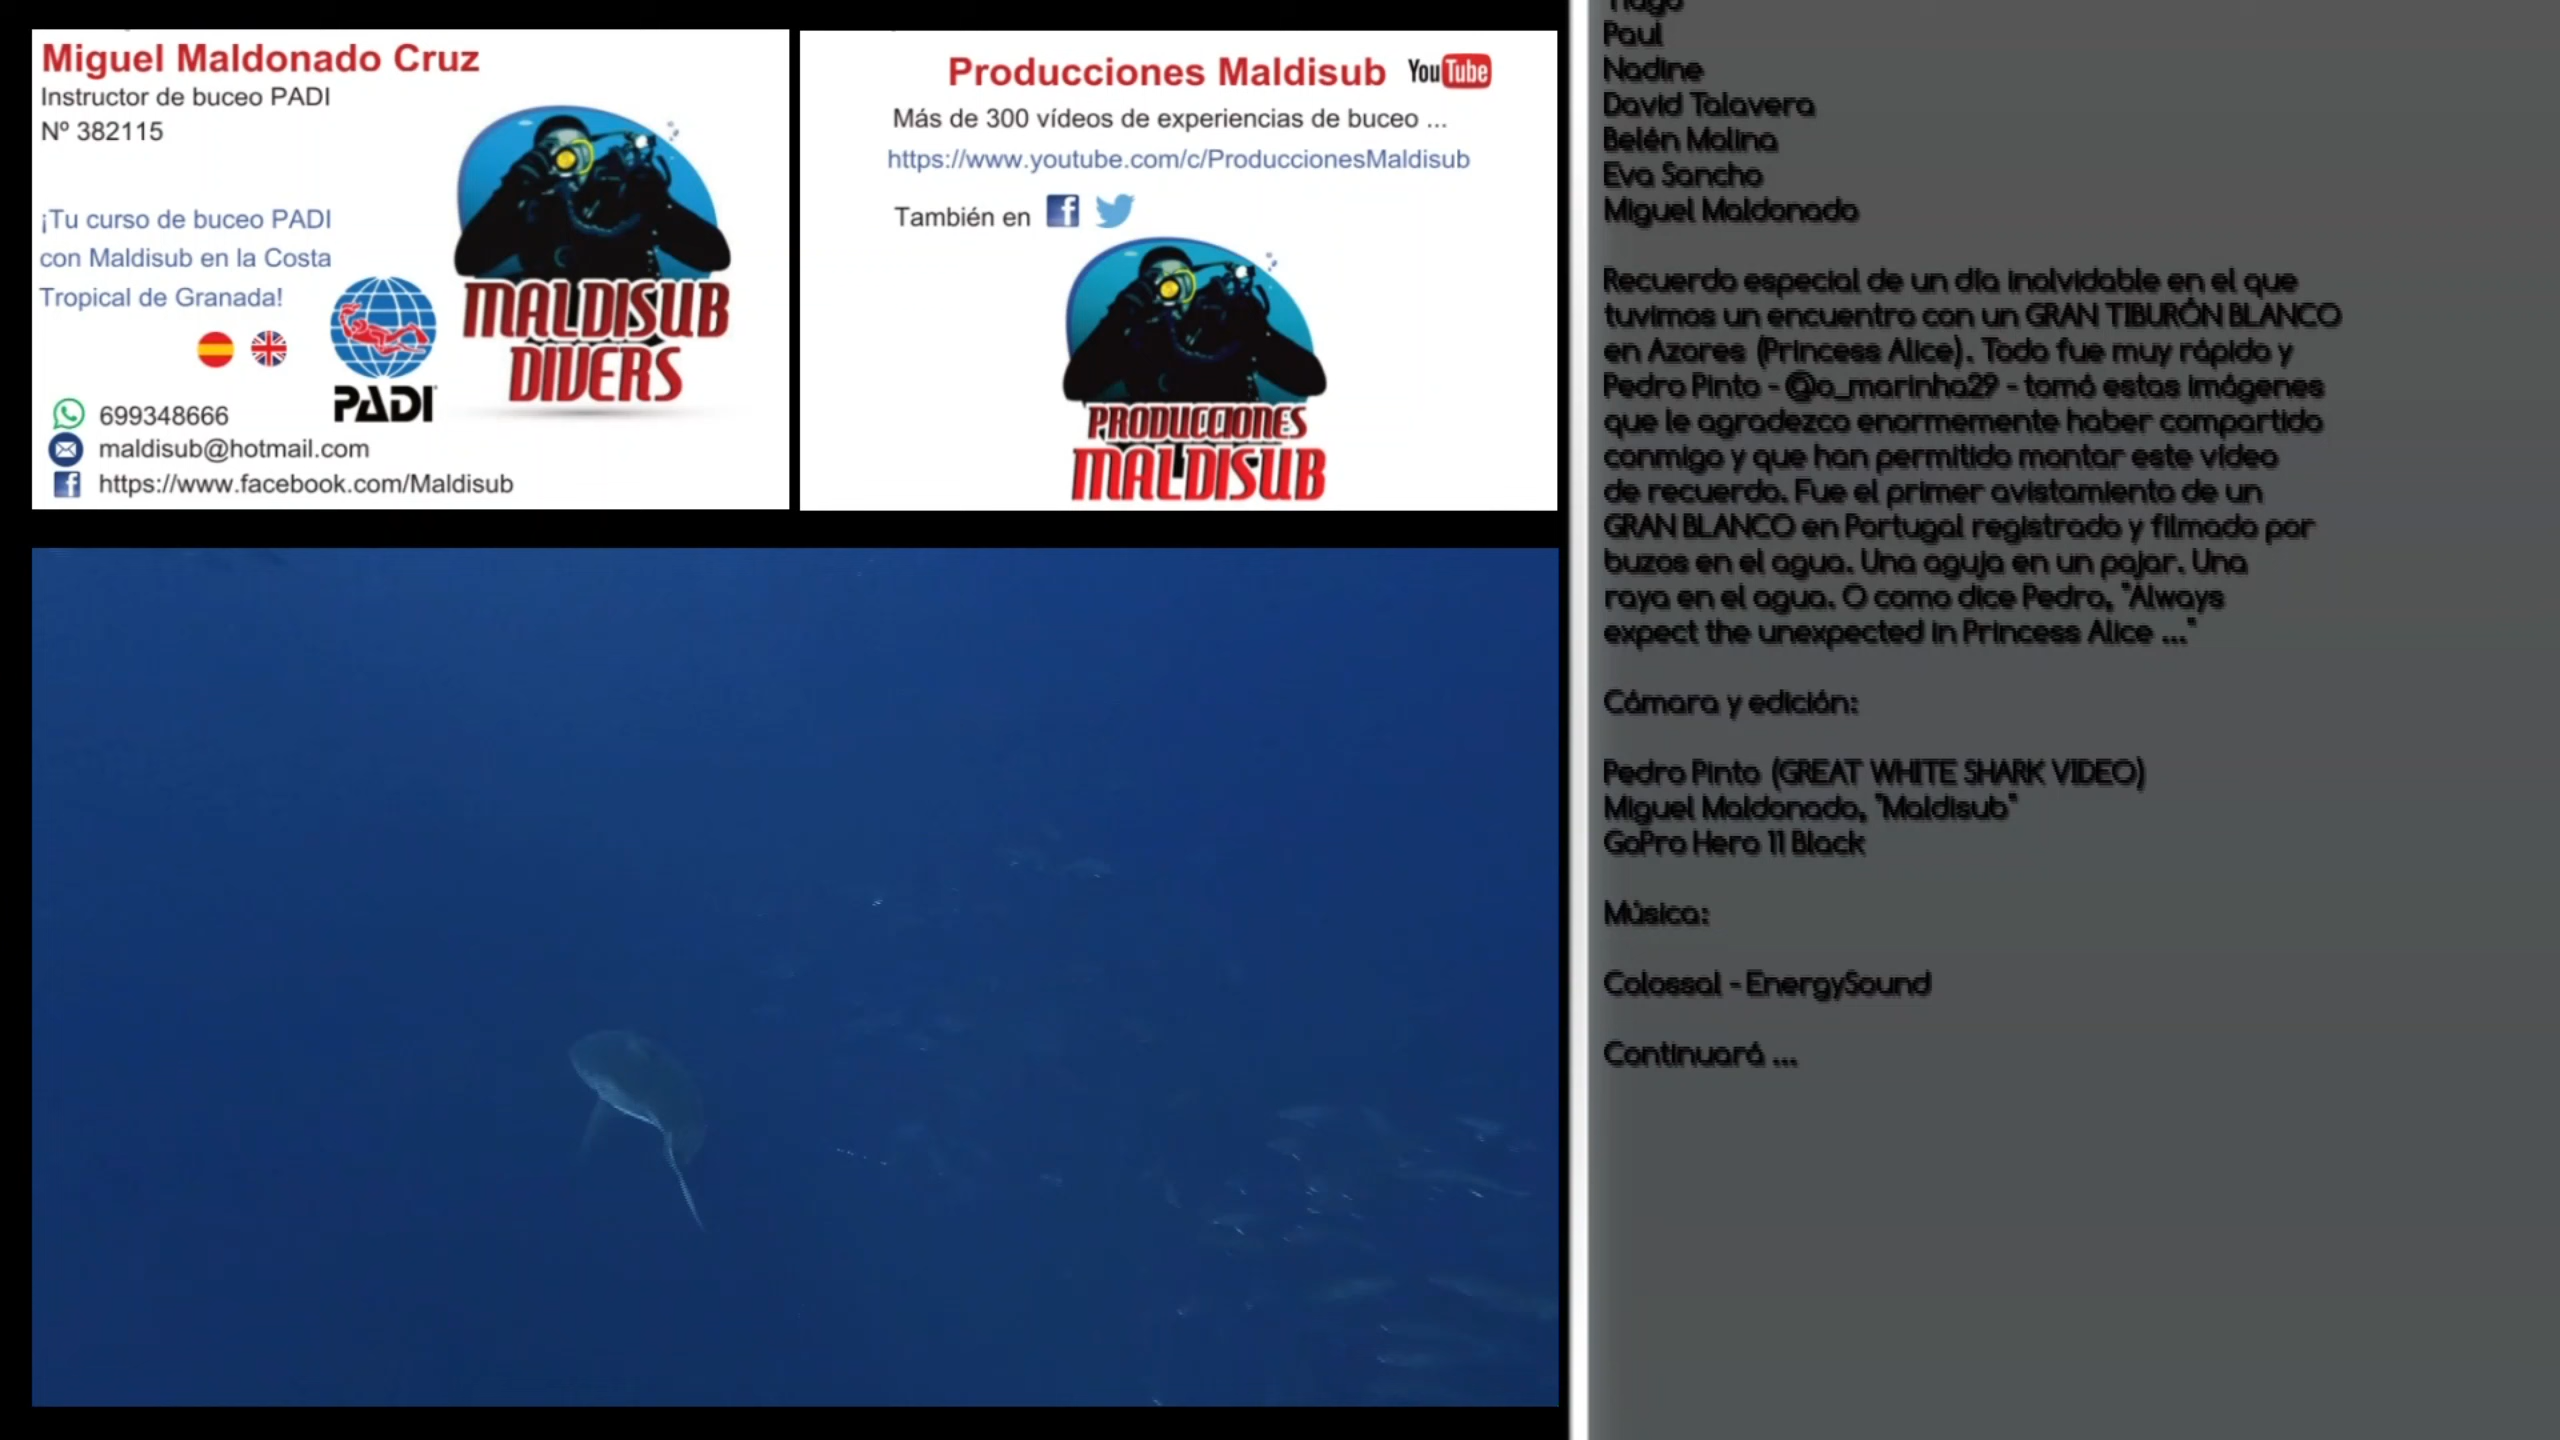 Miguel Maldonado Cruz
Instructor de buceo PADI
Nº 382115
¡Tu curso de buceo PADI
con Maldisub en la Costa
Tropical de Granada!
PADI
MALDISUB
DIVERS
699348666
maldisub@hotmail.com
https://www.facebook.com/Maldisub
Producciones Maldisub YouTube
Más de 300 vídeos de experiencias de buceo ...
https://www.youtube.com/c/ProduccionesMaldisub
También en
PRODUCCIONES
MALDISUB
Tiago
Paul
Nadine
David Talavera
Belén Molina
Eva Sancho
Miguel Maldonado
Recuerdo especial de un día inolvidable en el que
tuvimos un encuentro con un GRAN TIBURÓN BLANCO
en Azores (Princess Alice). Todo fue muy rápido y
Pedro Pinto - @a_marinha29 - tomó estas imágenes
que le agradezco enormemente haber compartido
conmigo y que han permitido montar este vídeo
de recuerdo. Fue el primer avistamiento de un
GRAN BLANCO en Portugal registrado y filmado por
buzos en el agua. Una aguja en un pajar. Una
raya en el agua. O como dice Pedro, "Always
expect the unexpected in Princess Alice ..."
Cámara y edición:
Pedro Pinto (GREAT WHITE SHARK VIDEO)
Miguel Maldonado, "Maldisub"
GoPro Hero 11 Black
Música:
Colossal - EnergySound
Continuará ...